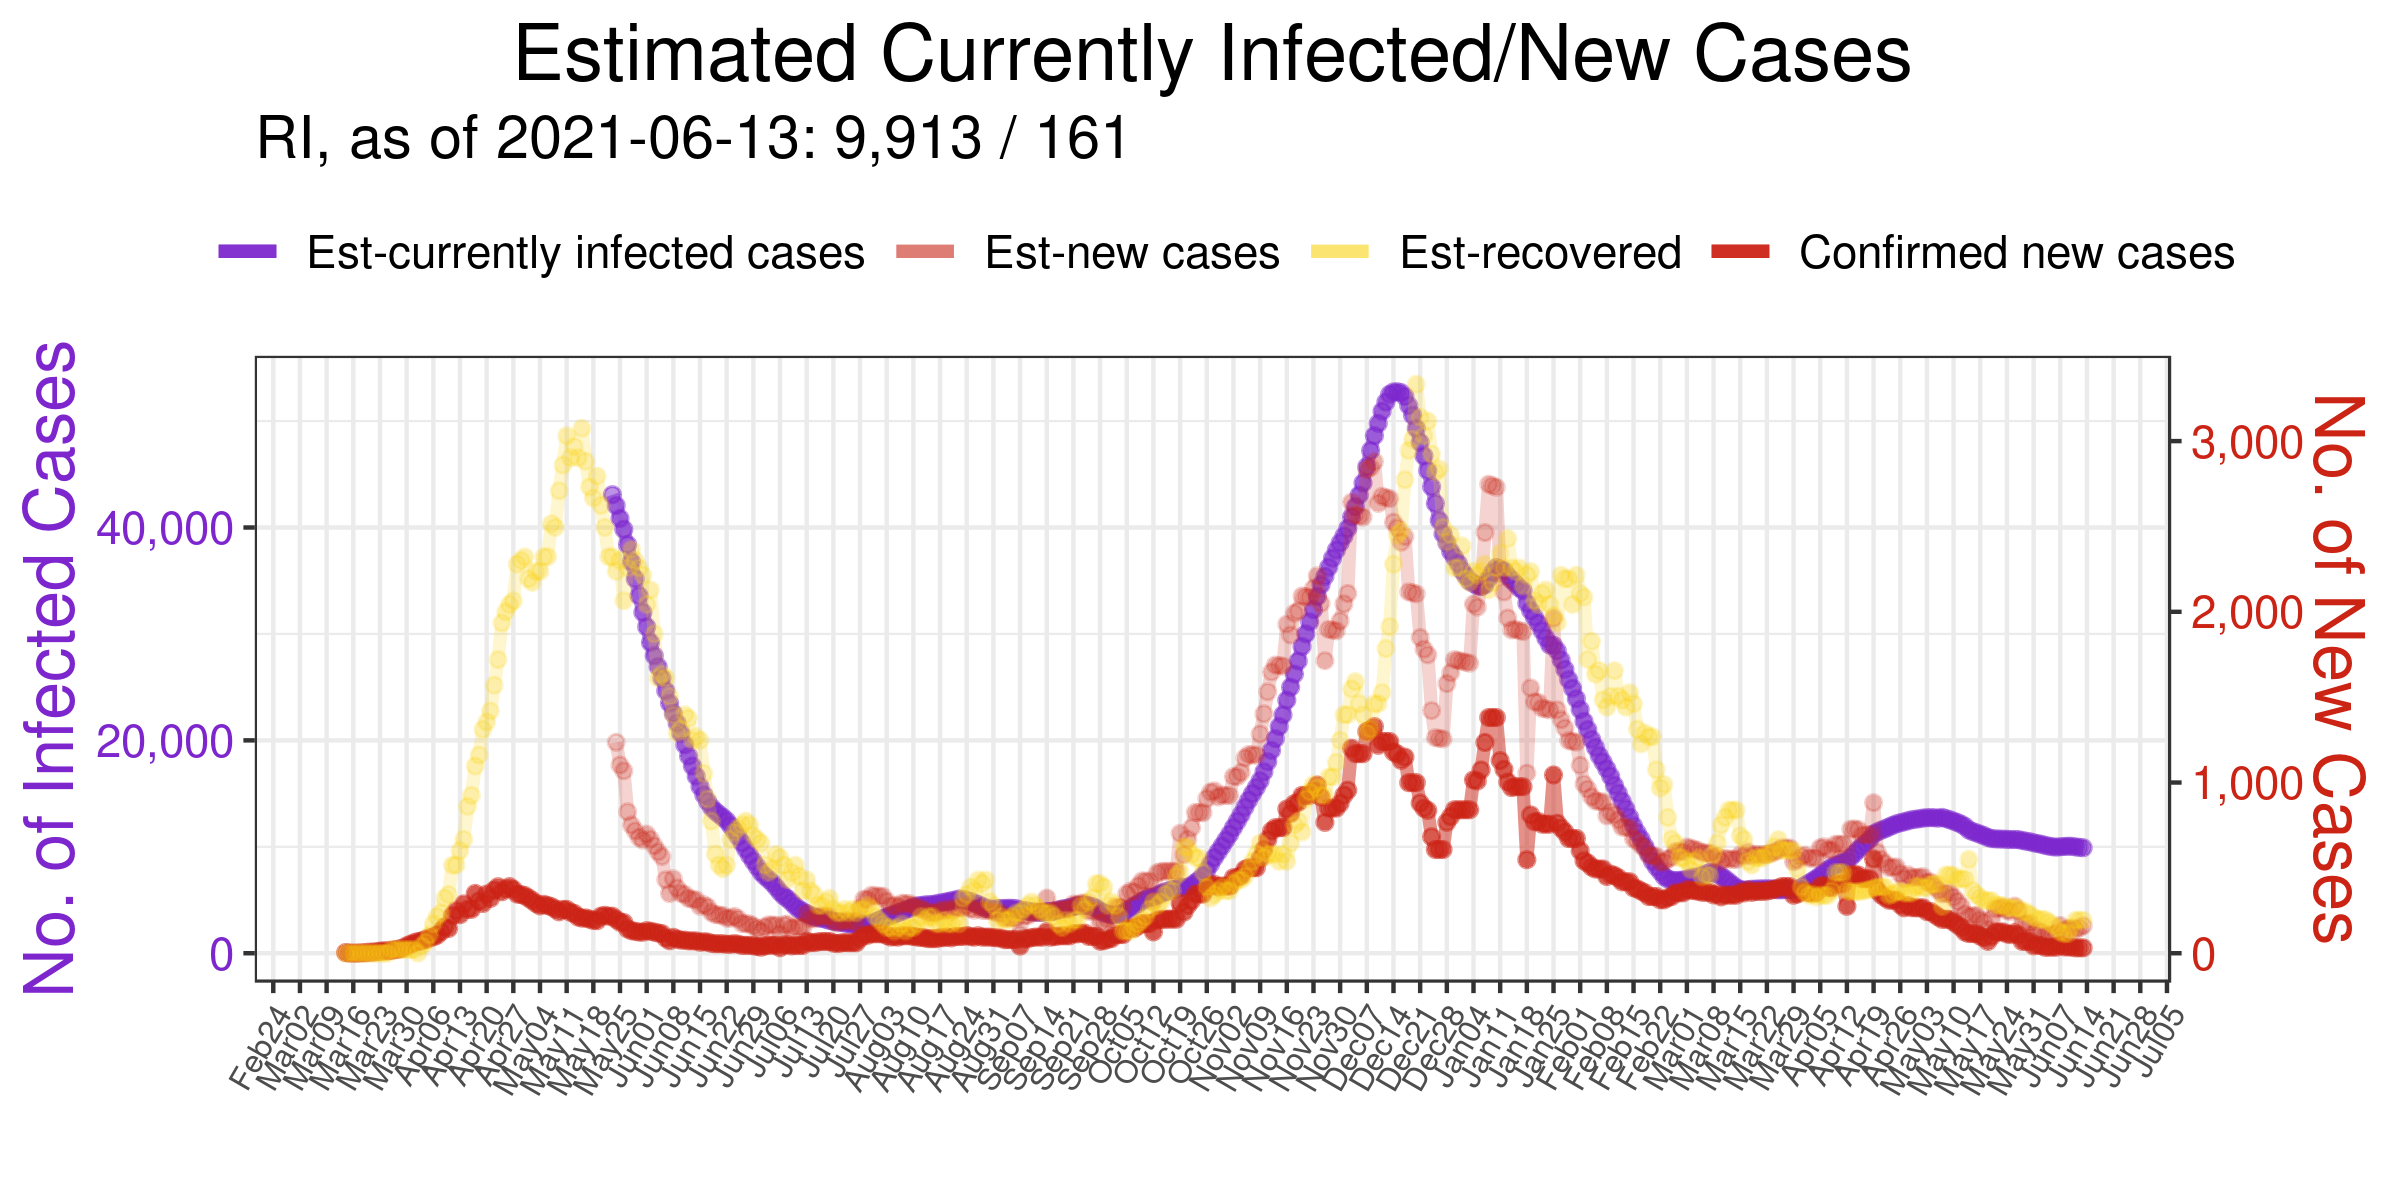 Estimated Currently Infected/New Cases
RI, as of 2021-06-13: 9,913 / 161
Est-currently infected cases
Est-new cases
Est-recovered
Confirmed new cases
No. of Infected Cases
40,000
20,000
0
3,000
2,000
1,000
0
No. of New Cases
Feb24
Mar02
Mar09
Mar16
Mar23
Mar30
Apr06
Apr13
Apr20
Apr27
May04
May11
May18
May25
Jun01
Jun08
Jun15
Jun22
Jun29
Jul06
Jul13
Jul20
Jul27
Aug03
Aug10
Aug17
Aug24
Aug31
Sep07
Sep14
Sep21
Sep28
Oct05
Oct12
Oct19
Oct26
Nov02
Nov09
Nov16
Nov23
Nov30
Dec07
Dec14
Dec21
Dec28
Jan04
Jan11
Jan18
Jan25
Feb01
Feb08
Feb15
Feb22
Mar01
Mar08
Mar15
Mar22
Mar29
Apr05
Apr12
Apr19
Apr26
May03
May10
May17
May24
May31
Jun07
Jun14
Jun21
Jun28
Jul05